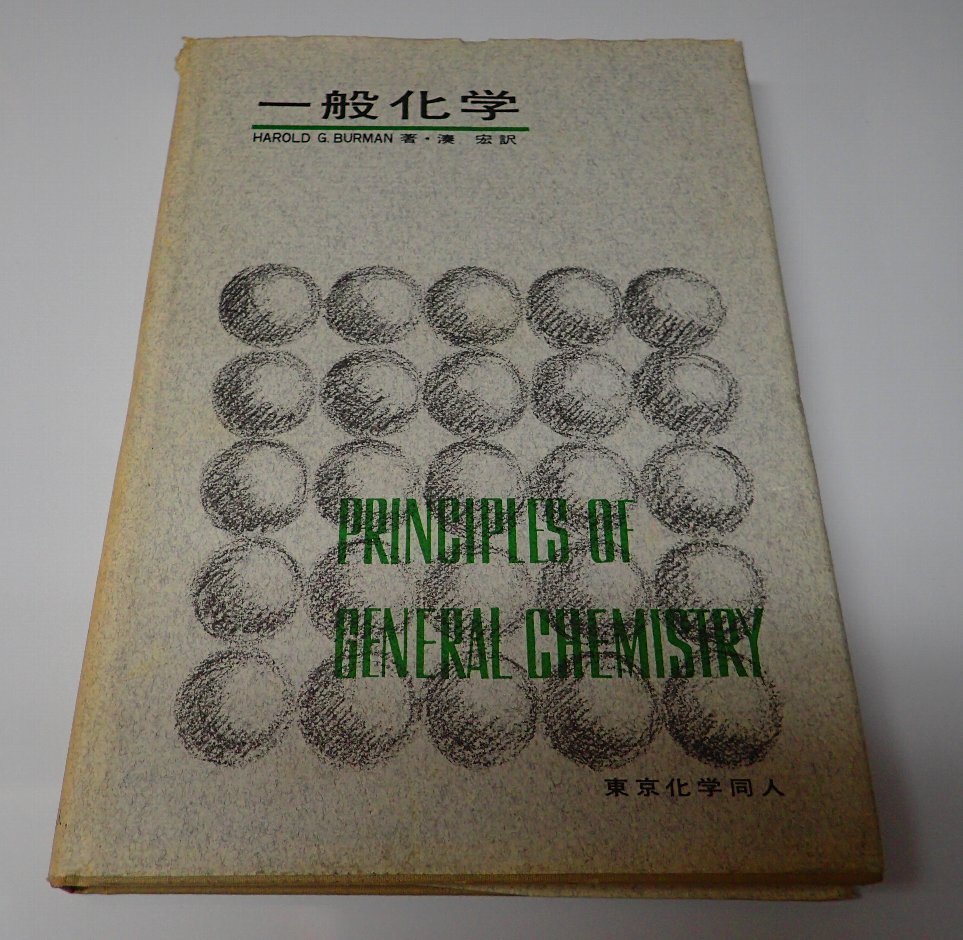 一般化学
HAROLD G. BURMAN 著・湊 宏訳
PRINCIPLES OF
GENERAL CHEMISTRY
東京化学同人